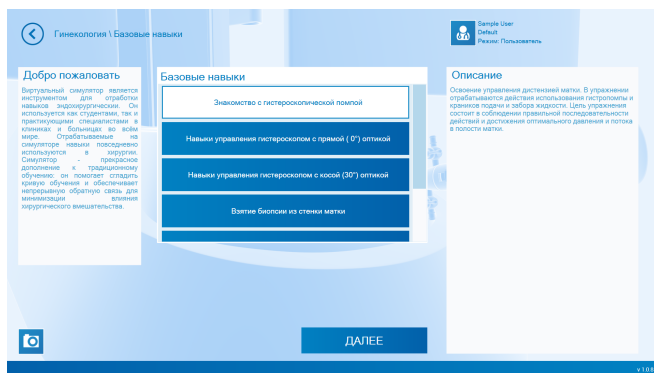 Гинекология \ Базовые навыки
Sample User
Default
Режим: Пользователь
Добро пожаловать
Виртуальный симулятор является
инструментом для отработки
навыков эндохирургически. Он
используется как студентами, так и
практикующими специалистами в
клиниках и больницах во всём
мире. Отрабатываемые на
симуляторе навыки повседневно
используются в хирургии.
Симулятор - прекрасное
дополнение к традиционному
обучению: он помогает сгладить
кривую обучения и обеспечивает
непрерывную обратную связь для
минимизации влияния
хирургического вмешательства.
Базовые навыки
Знакомство с гистероскопической помпой
Навыки управления гистероскопом с прямой ( 0°) оптикой
Навыки управления гистероскопом с косой (30°) оптикой
Взятие биопсии из стенки матки
Описание
Освоение управления дистензией матки. В упражнении
отрабатываются действия использования гистропомпы и
краников подачи и забора жидкости. Цель упражнения
состоит в соблюдении правильной последовательности
действий и достижения оптимального давления и потока
в полости матки.
ДАЛЕЕ
v 1.0.8